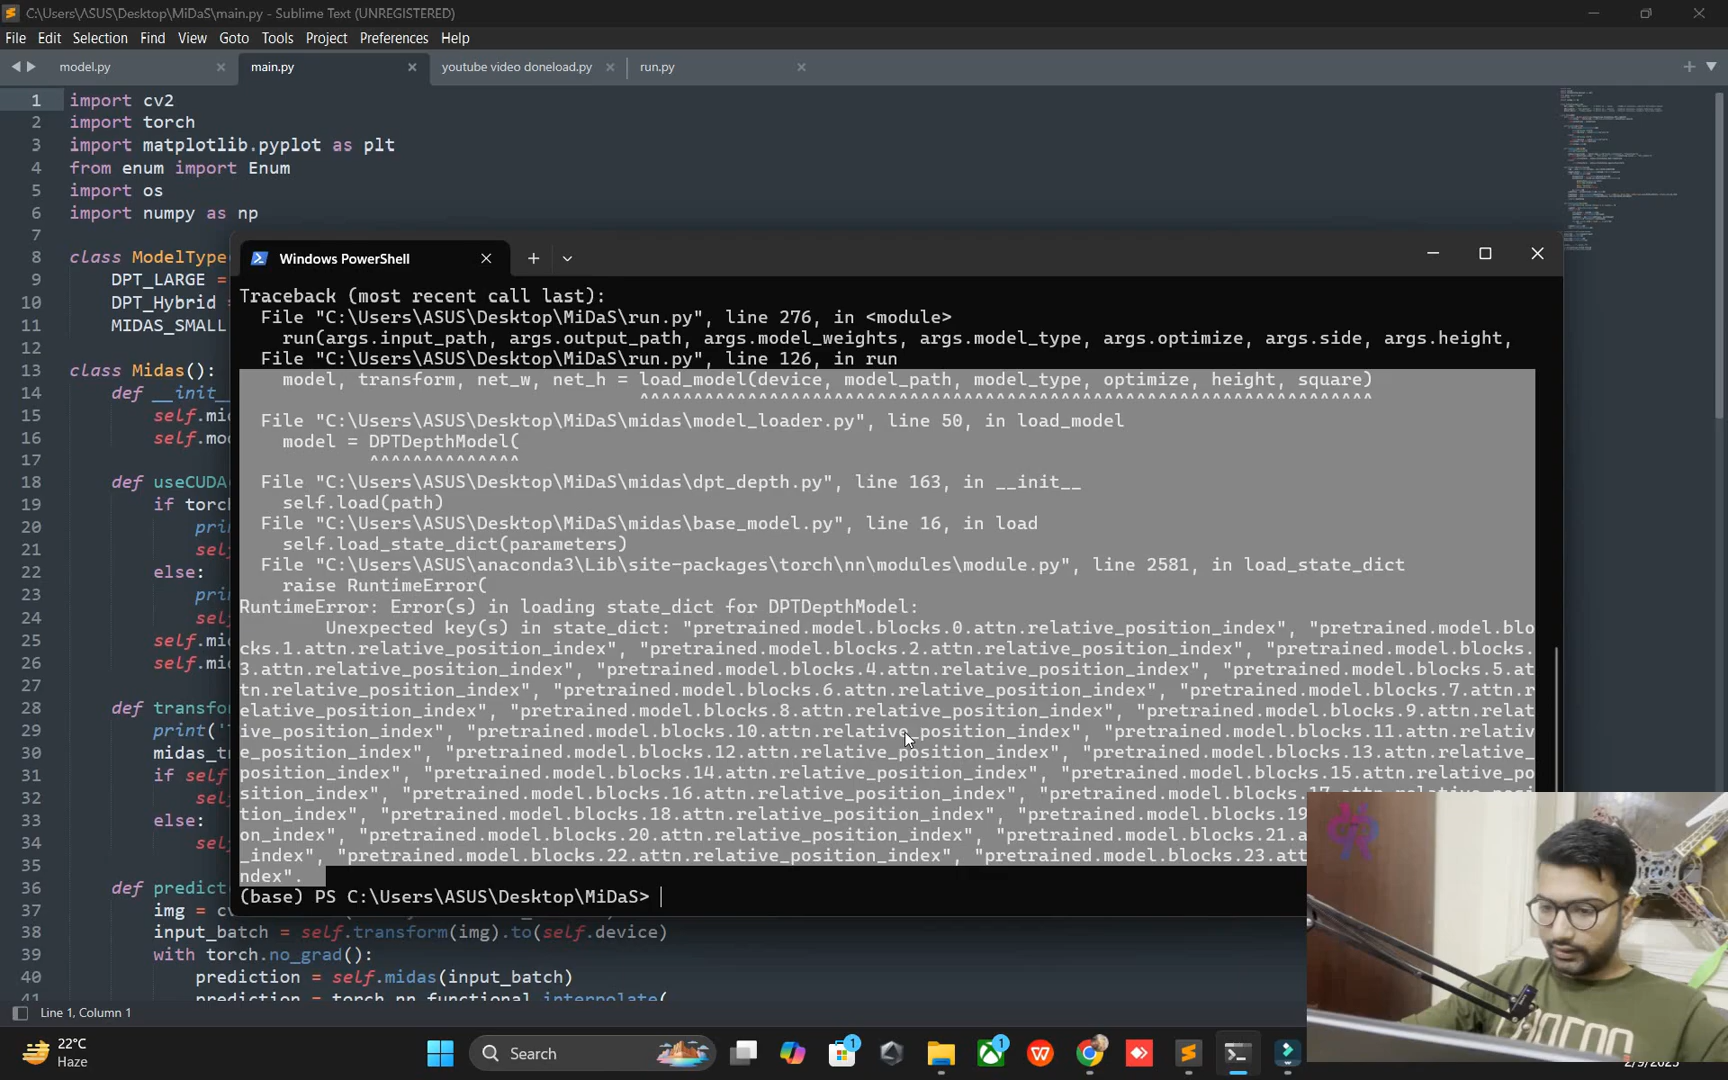 C:\Users\ASUS\Desktop\MiDaS\main.py - Sublime Text (UNREGISTERED)
File Edit Selection Find View Goto Tools Project Preferences Help
model.py main.py youtube video doneload.py run.py
1 import cv2
2 import torch
3 import matplotlib.pyplot as plt
4 from enum import Enum
5 import os
6 import numpy as np
7
8 class ModelType(
9 DPT_LARGE =
10 DPT_Hybrid =
11 MIDAS_SMALL
12
13 class Midas():
14 def __init_
15 self.mi
16 self.mo
17
18 def useCUDA
19 if torc
20 pri
21 sel
22 else:
23 pri
24 sel
25 self.mi
26 self.mi
27
28 def transfor
29 print('T
30 midas_tr
31 if self
32 sel
33 else:
34 sel
35
36 def predict
37 img = cv
38 input_batch = self.transform(img).to(self.device)
39 with torch.no_grad():
40 prediction = self.midas(input_batch)
41 prediction = torch.nn.functional.interpolate(
Windows PowerShell
Traceback (most recent call last):
File "C:\Users\ASUS\Desktop\MiDaS\run.py", line 276, in <module>
run(args.input_path, args.output_path, args.model_weights, args.model_type, args.optimize, args.side, args.height,
File "C:\Users\ASUS\Desktop\MiDaS\run.py", line 126, in run
model, transform, net_w, net_h = load_model(device, model_path, model_type, optimize, height, square)
^^^^^^^^^^^^^^^^^^^^^^^^^^^^^^^^^^^^^^^^^^^^^^^^^^^^^^^^^^^^^^^^^^^^
File "C:\Users\ASUS\Desktop\MiDaS\midas\model_loader.py", line 50, in load_model
model = DPTDepthModel(
^^^^^^^^^^^^^^
File "C:\Users\ASUS\Desktop\MiDaS\midas\dpt_depth.py", line 163, in __init__
self.load(path)
File "C:\Users\ASUS\Desktop\MiDaS\midas\base_model.py", line 16, in load
self.load_state_dict(parameters)
File "C:\Users\ASUS\anaconda3\Lib\site-packages\torch\nn\modules\module.py", line 2581, in load_state_dict
raise RuntimeError(
RuntimeError: Error(s) in loading state_dict for DPTDepthModel:
Unexpected key(s) in state_dict: "pretrained.model.blocks.0.attn.relative_position_index", "pretrained.model.blo
cks.1.attn.relative_position_index", "pretrained.model.blocks.2.attn.relative_position_index", "pretrained.model.blocks.
3.attn.relative_position_index", "pretrained.model.blocks.4.attn.relative_position_index", "pretrained.model.blocks.5.at
tn.relative_position_index", "pretrained.model.blocks.6.attn.relative_position_index", "pretrained.model.blocks.7.attn.r
elative_position_index", "pretrained.model.blocks.8.attn.relative_position_index", "pretrained.model.blocks.9.attn.relat
ive_position_index", "pretrained.model.blocks.10.attn.relative_position_index", "pretrained.model.blocks.11.attn.relativ
e_position_index", "pretrained.model.blocks.12.attn.relative_position_index", "pretrained.model.blocks.13.attn.relative_
position_index", "pretrained.model.blocks.14.attn.relative_position_index", "pretrained.model.blocks.15.attn.relative_po
sition_index", "pretrained.model.blocks.16.attn.relative_position_index", "pretrained.model.blocks.17.attn.relative_posi
tion_index", "pretrained.model.blocks.18.attn.relative_position_index", "pretrained.model.blocks.19
on_index", "pretrained.model.blocks.20.attn.relative_position_index", "pretrained.model.blocks.21.a
_index", "pretrained.model.blocks.22.attn.relative_position_index", "pretrained.model.blocks.23.att
ndex".
(base) PS C:\Users\ASUS\Desktop\MiDaS>
Line 1, Column 1
22°C
Haze
Search
1
1
2/9/2025